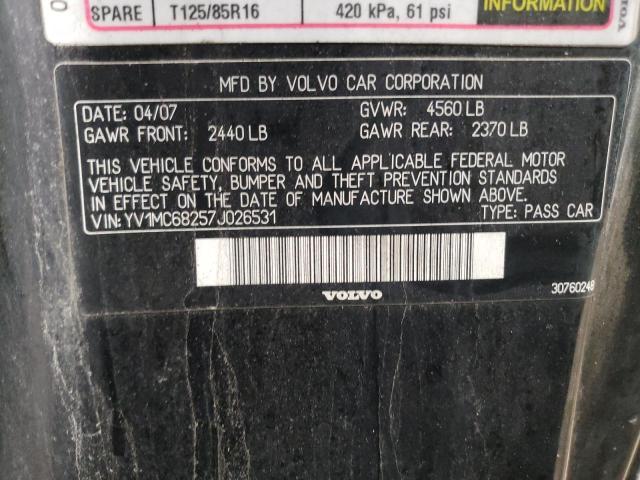 SPARE T125/85R16 420 kPa, 61 psi INFORMATION
MFD BY VOLVO CAR CORPORATION
DATE: 04/07 GVWR: 4560 LB
GAWR FRONT: 2440 LB GAWR REAR: 2370 LB
THIS VEHICLE CONFORMS TO ALL APPLICABLE FEDERAL MOTOR
VEHICLE SAFETY, BUMPER AND THEFT PREVENTION STANDARDS
IN EFFECT ON THE DATE OF MANUFACTURE SHOWN ABOVE.
VIN:YV1MC68257J026531 TYPE: PASS CAR
30760248
VOLVO